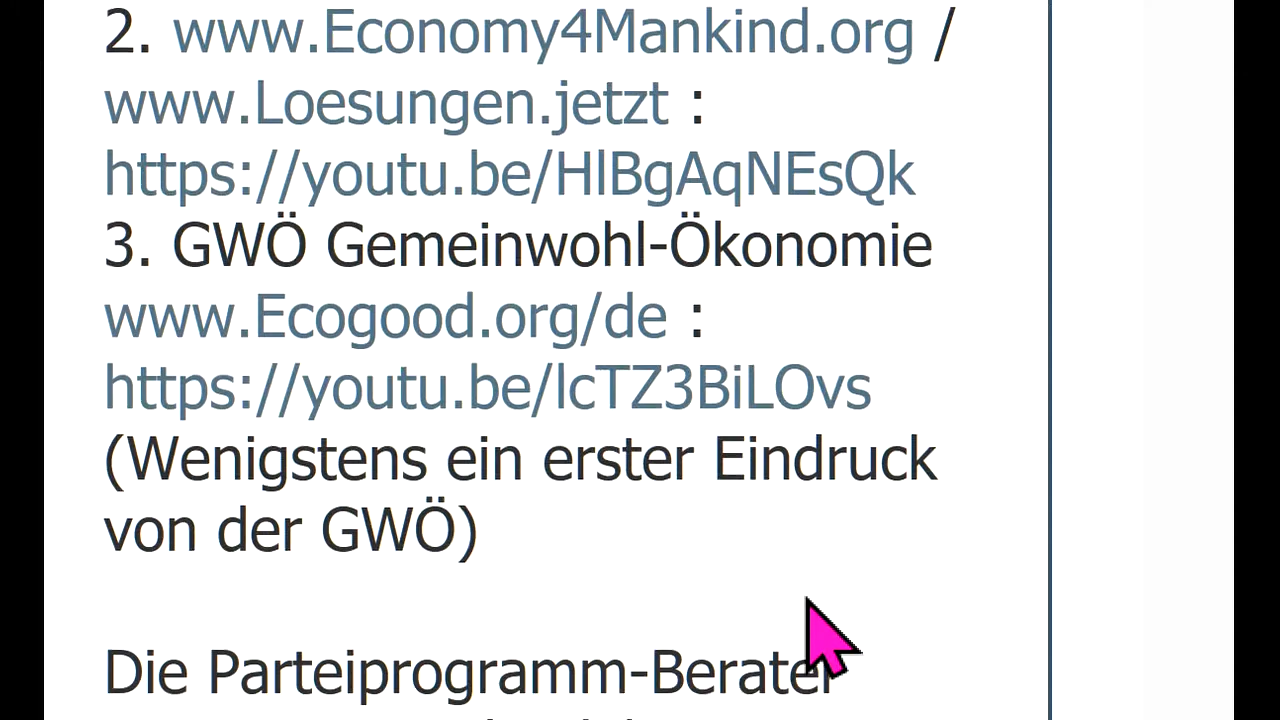 2. www.Economy4Mankind.org /
www.Loesungen.jetzt :
https://youtu.be/HlBgAqNEsQk
3. GWÖ Gemeinwohl-Ökonomie
www.Ecogood.org/de :
https://youtu.be/lcTZ3BiLOvs
(Wenigstens ein erster Eindruck
von der GWÖ)
Die Parteiprogramm-Berater